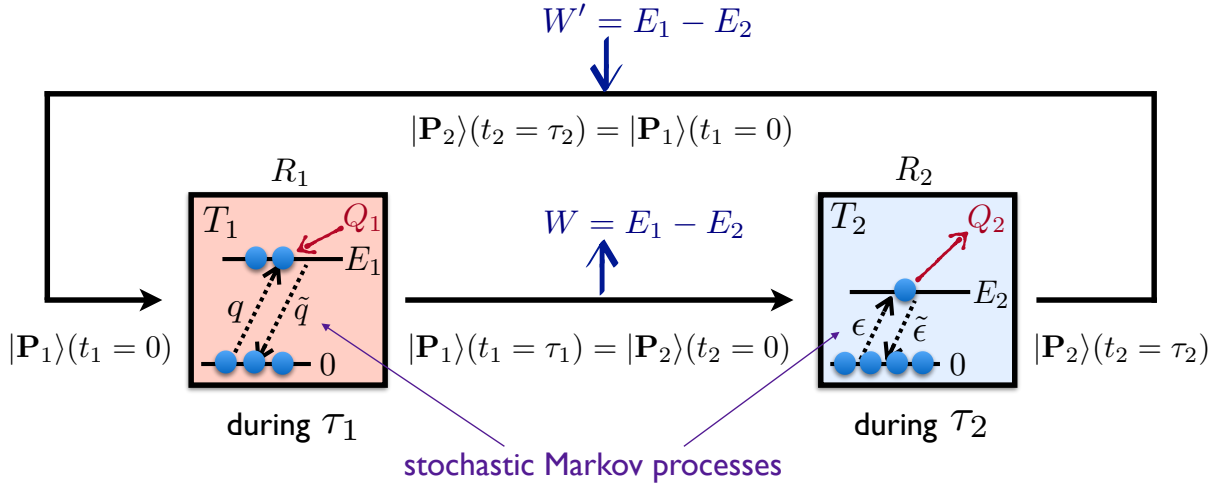 W′ = E₁ − E₂
|P₂⟩(t₂ = τ₂) = |P₁⟩(t₁ = 0)
R₁
R₂
T₁
Q₁
W = E₁ − E₂
T₂
Q₂
E₁
E₂
q
q̃
ϵ
ϵ̃
|P₁⟩(t₁ = 0)
0
|P₁⟩(t₁ = τ₁) = |P₂⟩(t₂ = 0)
0
|P₂⟩(t₂ = τ₂)
during τ₁
during τ₂
stochastic Markov processes